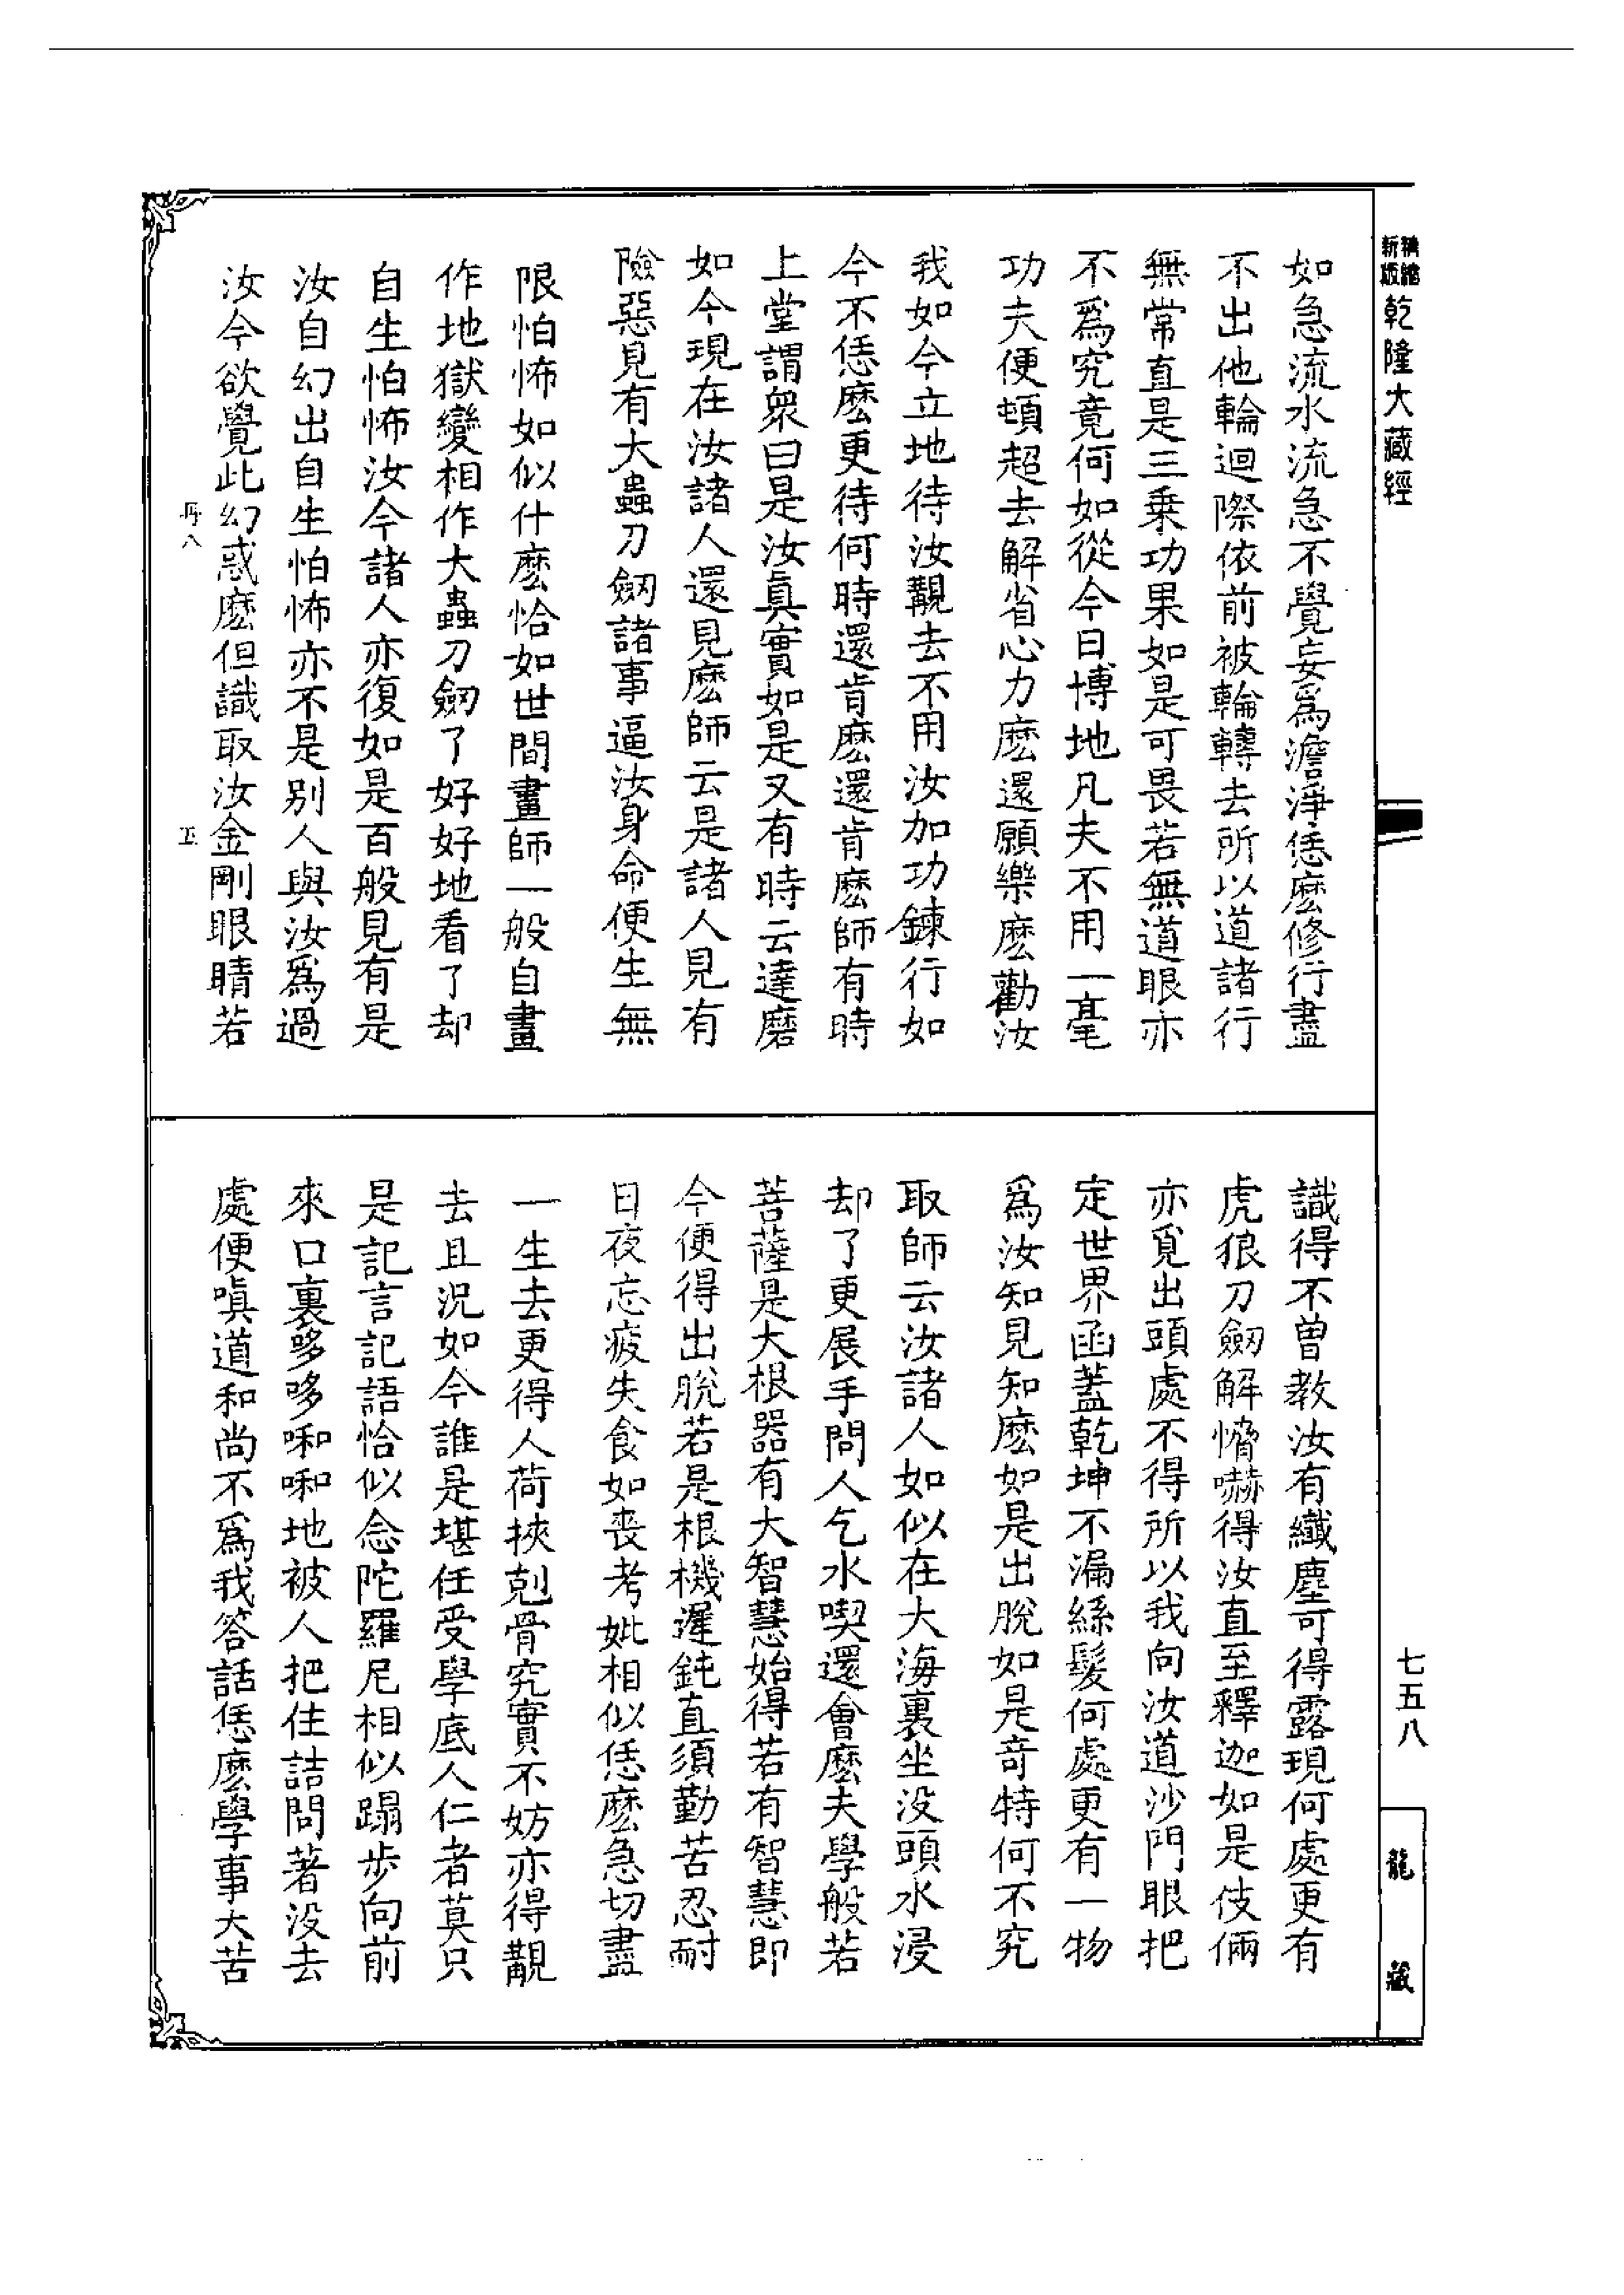 精縮新版乾隆大藏經
如急流水流急不覺妄爲澹淨恁麽修行盡
不出他輪迴際依前被輪轉去所以道諸行
無常直是三乗功果如是可畏若無道眼亦
不爲究竟何如從今日博地凡夫不用一毫
功夫便頓超去解省心力麽還願樂麽勸汝
我如今立地待汝覯去不用汝加功鍊行如
今不恁麽更待何時還肯麽還肯麽師有時
上堂謂衆曰是汝眞實如是又有時云達磨
如今現在汝諸人還見麽師云是諸人見有
險惡見有大蟲刀劒諸事逼汝身命便生無
限怕怖如似什麽恰如世間畫師一般自畫
作地獄變相作大蟲刀劒了好好地看了却
自生怕怖汝今諸人亦復如是百般見有是
汝自幻出自生怕怖亦不是别人與汝爲過
汝今欲覺此幻惑麽但識取汝金剛眼睛若
識得不曾教汝有纖塵可得露現何處更有
虎狼刀劒解愶嚇得汝直至釋迦如是伎倆
亦覓出頭處不得所以我向汝道沙門眼把
定世界函蓋乾坤不漏絲髮何處更有一物
爲汝知見知麽如是出脫如是竒特何不究
取師云汝諸人如似在大海裏坐没頭水浸
却了更展手問人乞水喫還會麽夫學般若
菩薩是大根器有大智慧始得若有智慧即
今便得出脫若是根機遲鈍直須勤苦忍耐
日夜忘疲失食如喪考妣相似恁麽急切盡
一生去更得人荷挾剋骨究實不妨亦得覯
去且况如今誰是堪任受學底人仁者莫只
是記言記語恰似念陀羅尼相似蹋步向前
來口裏哆哆啝啝地被人把住詰問著没去
處便嗔道和尚不爲我答話恁麽學事大苦
七五八
龍藏